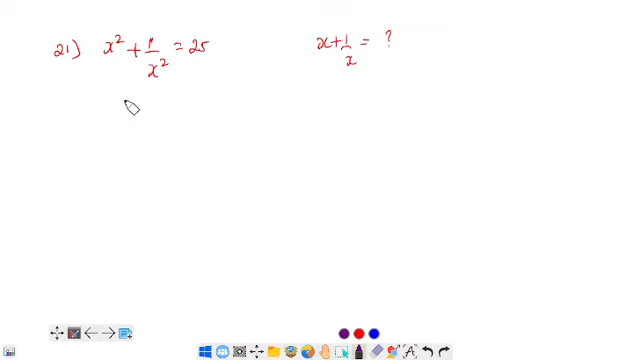 21) x² + 1/x² = 25
x + 1/x = ?